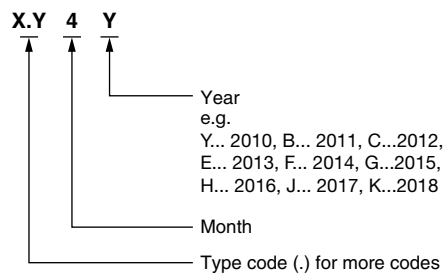 X.Y 4 Y
Year
e.g.
Y... 2010, B... 2011, C...2012,
E... 2013, F... 2014, G...2015,
H... 2016, J... 2017, K...2018
Month
Type code (.) for more codes